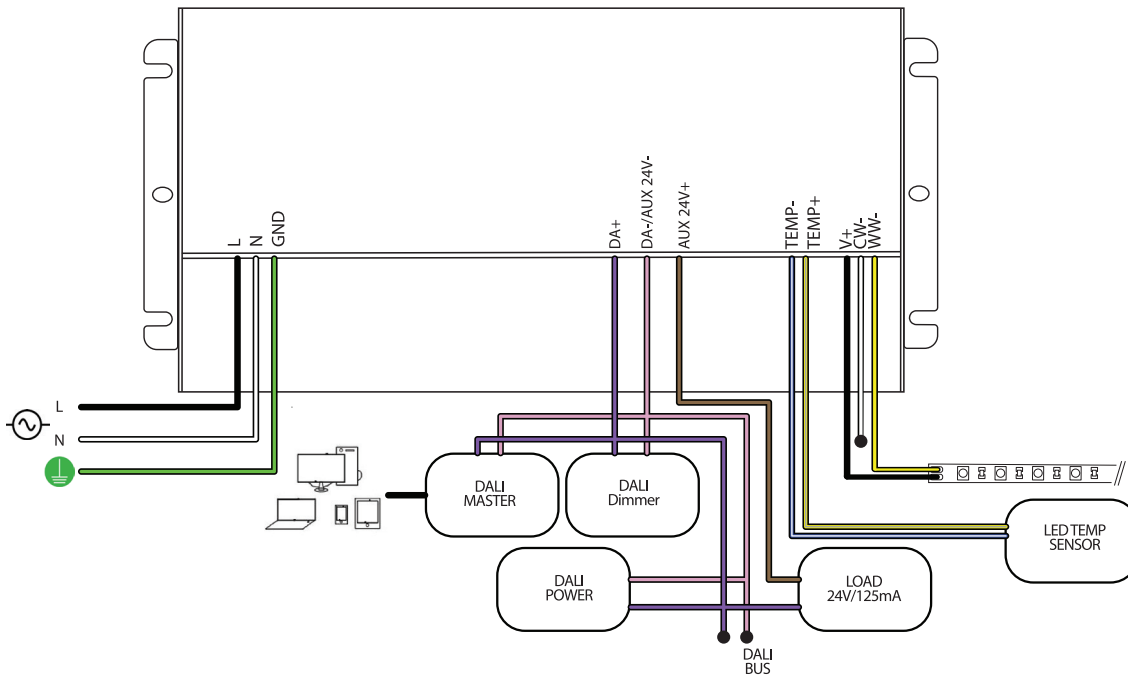 L
N
GND
DA+
DA-/AUX 24V-
AUX 24V+
TEMP-
TEMP+
V+
CW-
WW-
L
N
DALI
MASTER
DALI
Dimmer
LED TEMP
SENSOR
DALI
POWER
LOAD
24V/125mA
DALI
BUS